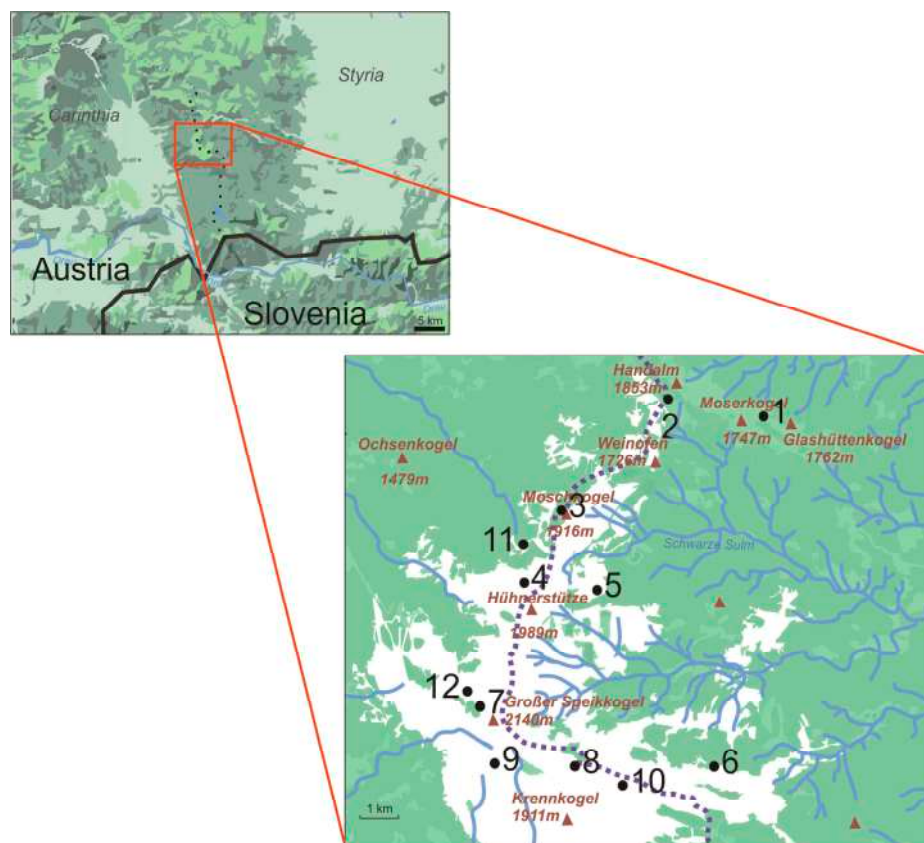 Styria
Carinthia
Austria
Slovenia
5 km
Handalm
1853m
Moserkogel
1
2
1747m
Glashüttenkogel
1762m
Weinofen
1726m
Ochsenkogel
1479m
Moschkogel
3
1916m
11
Schwarze Sulm
4
5
Hühnerstütze
1989m
12
7
Großer Speikkogel
2140m
9
8
6
10
1 km
Krennkogel
1911m